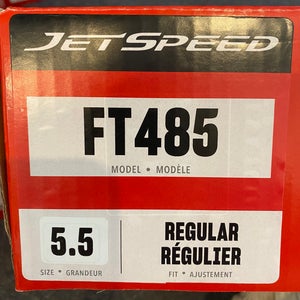 JETSPEED
FT485
MODEL • MODÈLE
5.5
SIZE • GRANDEUR
REGULAR
RÉGULIER
FIT • AJUSTEMENT